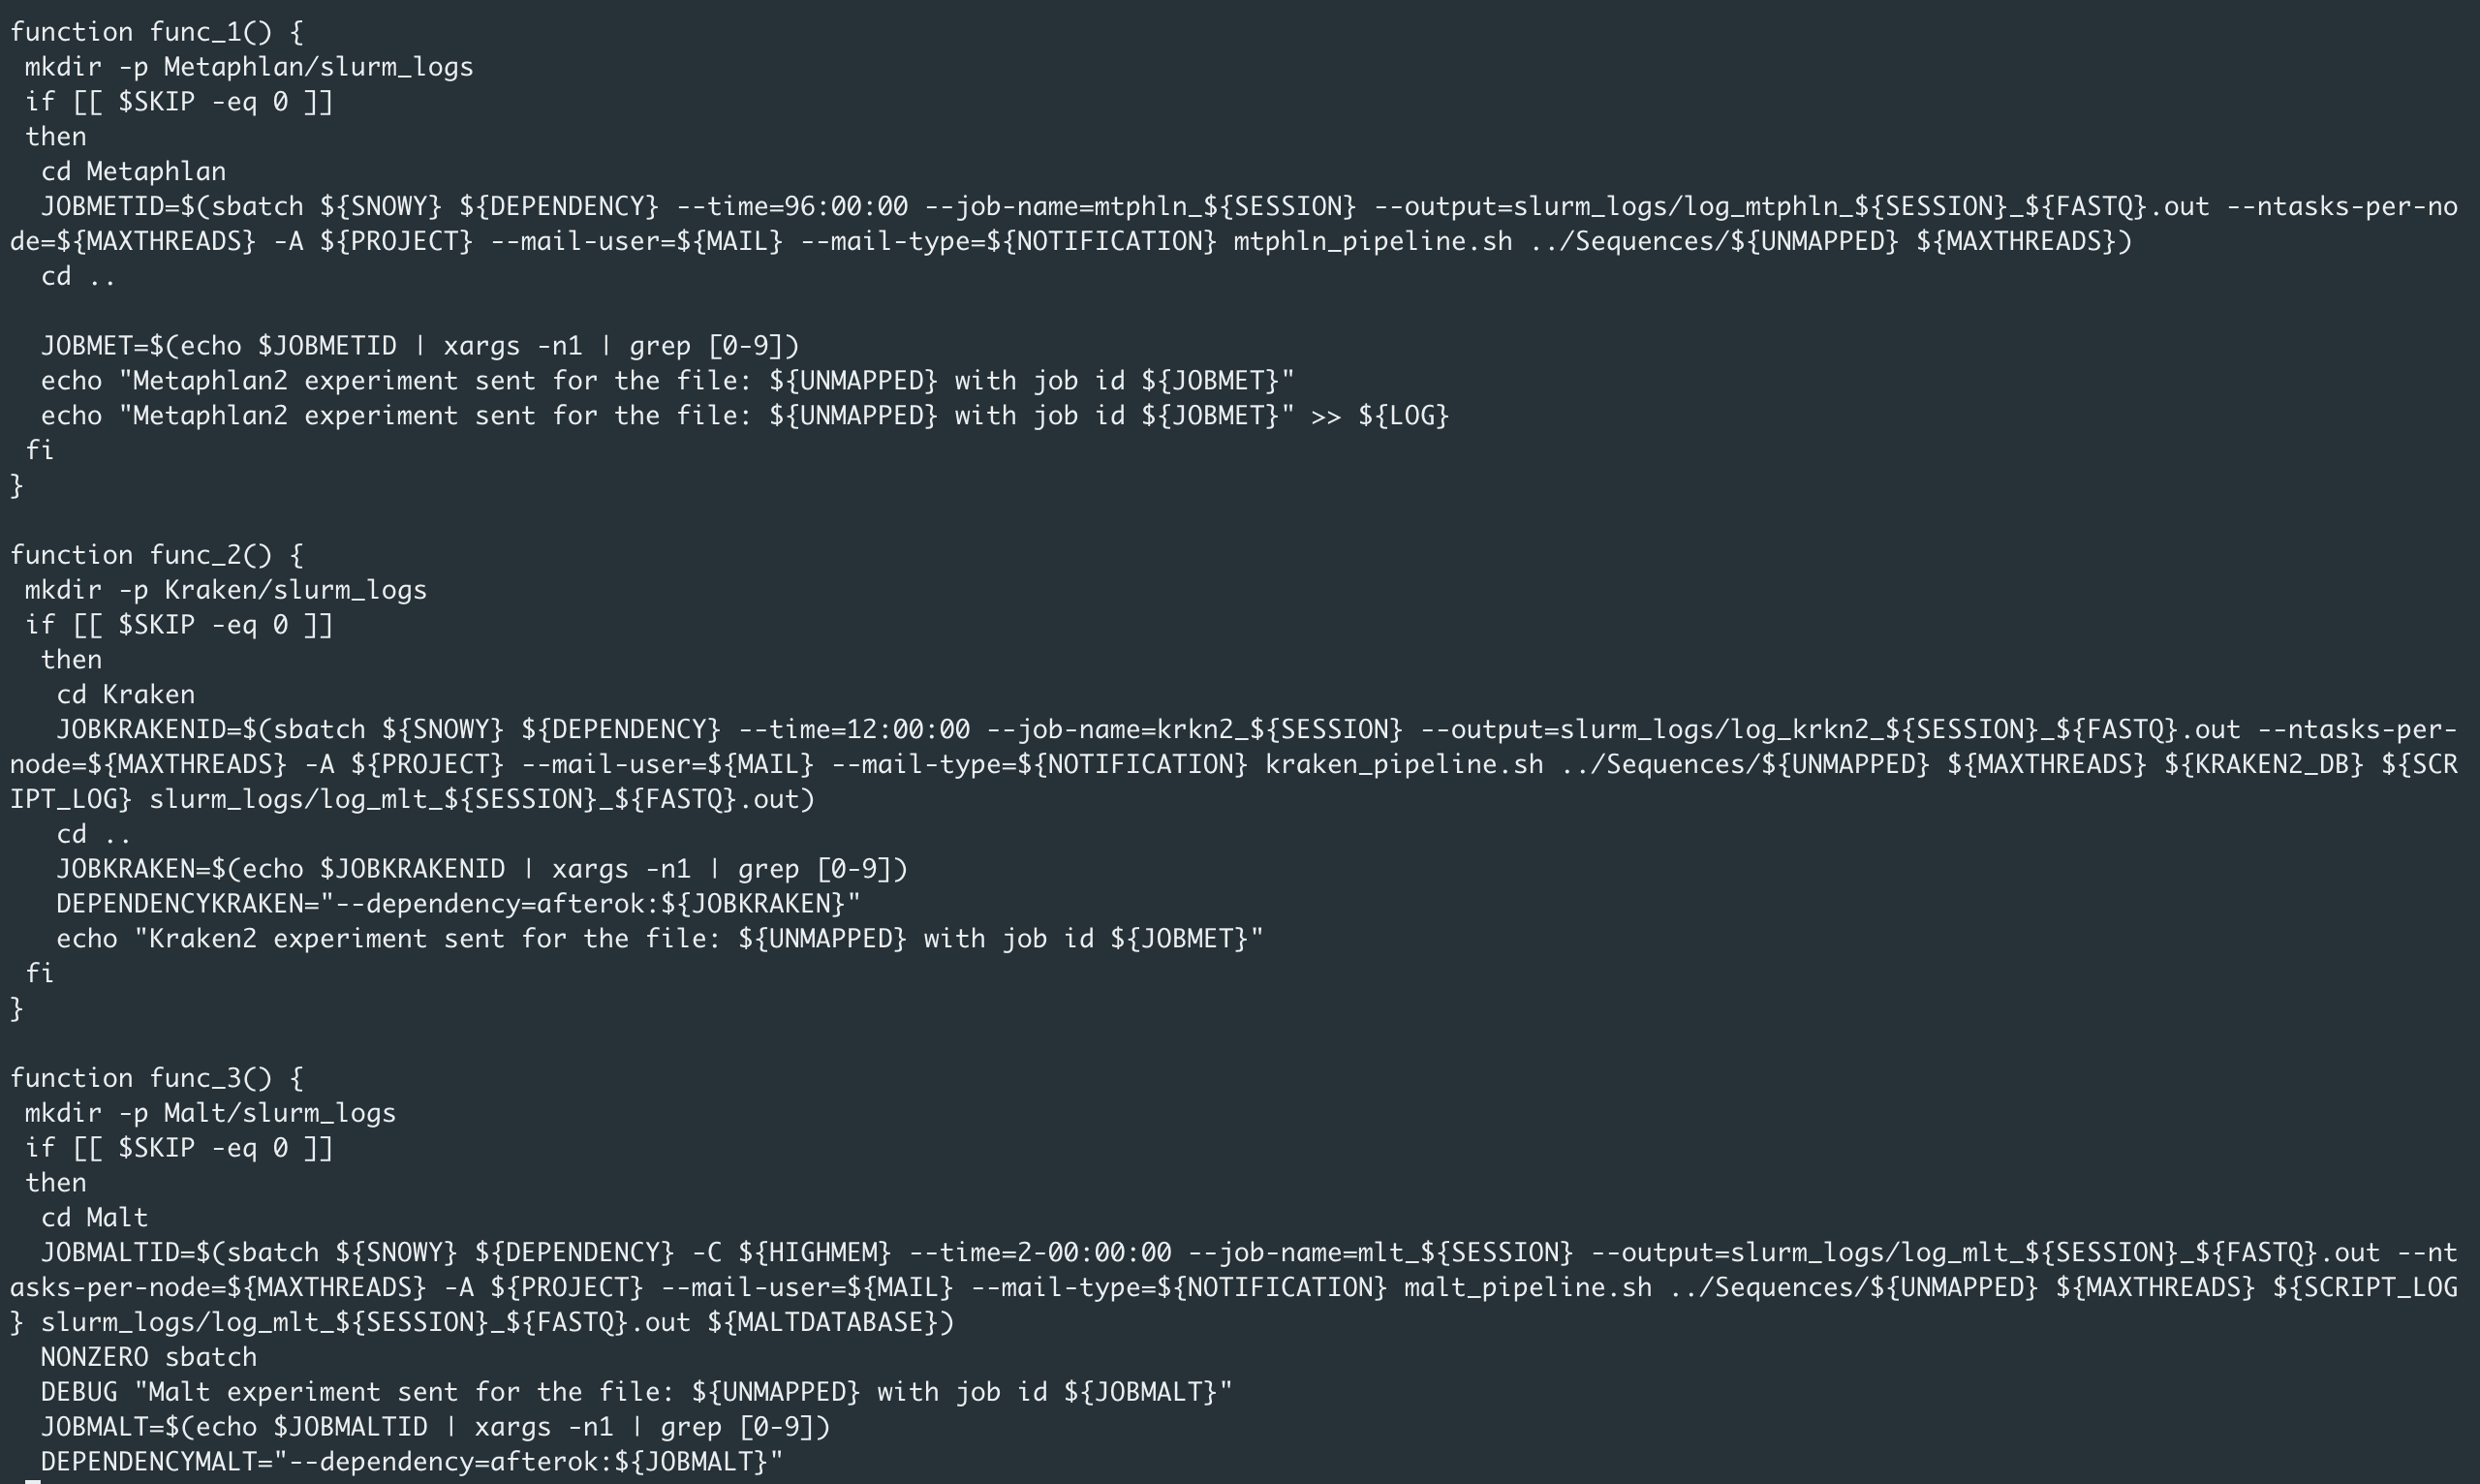 function func_1() {
 mkdir -p Metaphlan/slurm_logs
 if [[ $SKIP -eq 0 ]]
 then
  cd Metaphlan
  JOBMETID=$(sbatch ${SNOWY} ${DEPENDENCY} --time=96:00:00 --job-name=mtphln_${SESSION} --output=slurm_logs/log_mtphln_${SESSION}_${FASTQ}.out --ntasks-per-no
de=${MAXTHREADS} -A ${PROJECT} --mail-user=${MAIL} --mail-type=${NOTIFICATION} mtphln_pipeline.sh ../Sequences/${UNMAPPED} ${MAXTHREADS})
  cd ..

  JOBMET=$(echo $JOBMETID | xargs -n1 | grep [0-9])
  echo "Metaphlan2 experiment sent for the file: ${UNMAPPED} with job id ${JOBMET}"
  echo "Metaphlan2 experiment sent for the file: ${UNMAPPED} with job id ${JOBMET}" >> ${LOG}
 fi
}

function func_2() {
 mkdir -p Kraken/slurm_logs
 if [[ $SKIP -eq 0 ]]
  then
   cd Kraken
   JOBKRAKENID=$(sbatch ${SNOWY} ${DEPENDENCY} --time=12:00:00 --job-name=krkn2_${SESSION} --output=slurm_logs/log_krkn2_${SESSION}_${FASTQ}.out --ntasks-per-
node=${MAXTHREADS} -A ${PROJECT} --mail-user=${MAIL} --mail-type=${NOTIFICATION} kraken_pipeline.sh ../Sequences/${UNMAPPED} ${MAXTHREADS} ${KRAKEN2_DB} ${SCR
IPT_LOG} slurm_logs/log_mlt_${SESSION}_${FASTQ}.out)
   cd ..
   JOBKRAKEN=$(echo $JOBKRAKENID | xargs -n1 | grep [0-9])
   DEPENDENCYKRAKEN="--dependency=afterok:${JOBKRAKEN}"
   echo "Kraken2 experiment sent for the file: ${UNMAPPED} with job id ${JOBMET}"
 fi
}

function func_3() {
 mkdir -p Malt/slurm_logs
 if [[ $SKIP -eq 0 ]]
 then
  cd Malt
  JOBMALTID=$(sbatch ${SNOWY} ${DEPENDENCY} -C ${HIGHMEM} --time=2-00:00:00 --job-name=mlt_${SESSION} --output=slurm_logs/log_mlt_${SESSION}_${FASTQ}.out --nt
asks-per-node=${MAXTHREADS} -A ${PROJECT} --mail-user=${MAIL} --mail-type=${NOTIFICATION} malt_pipeline.sh ../Sequences/${UNMAPPED} ${MAXTHREADS} ${SCRIPT_LOG
} slurm_logs/log_mlt_${SESSION}_${FASTQ}.out ${MALTDATABASE})
  NONZERO sbatch
  DEBUG "Malt experiment sent for the file: ${UNMAPPED} with job id ${JOBMALT}"
  JOBMALT=$(echo $JOBMALTID | xargs -n1 | grep [0-9])
  DEPENDENCYMALT="--dependency=afterok:${JOBMALT}"